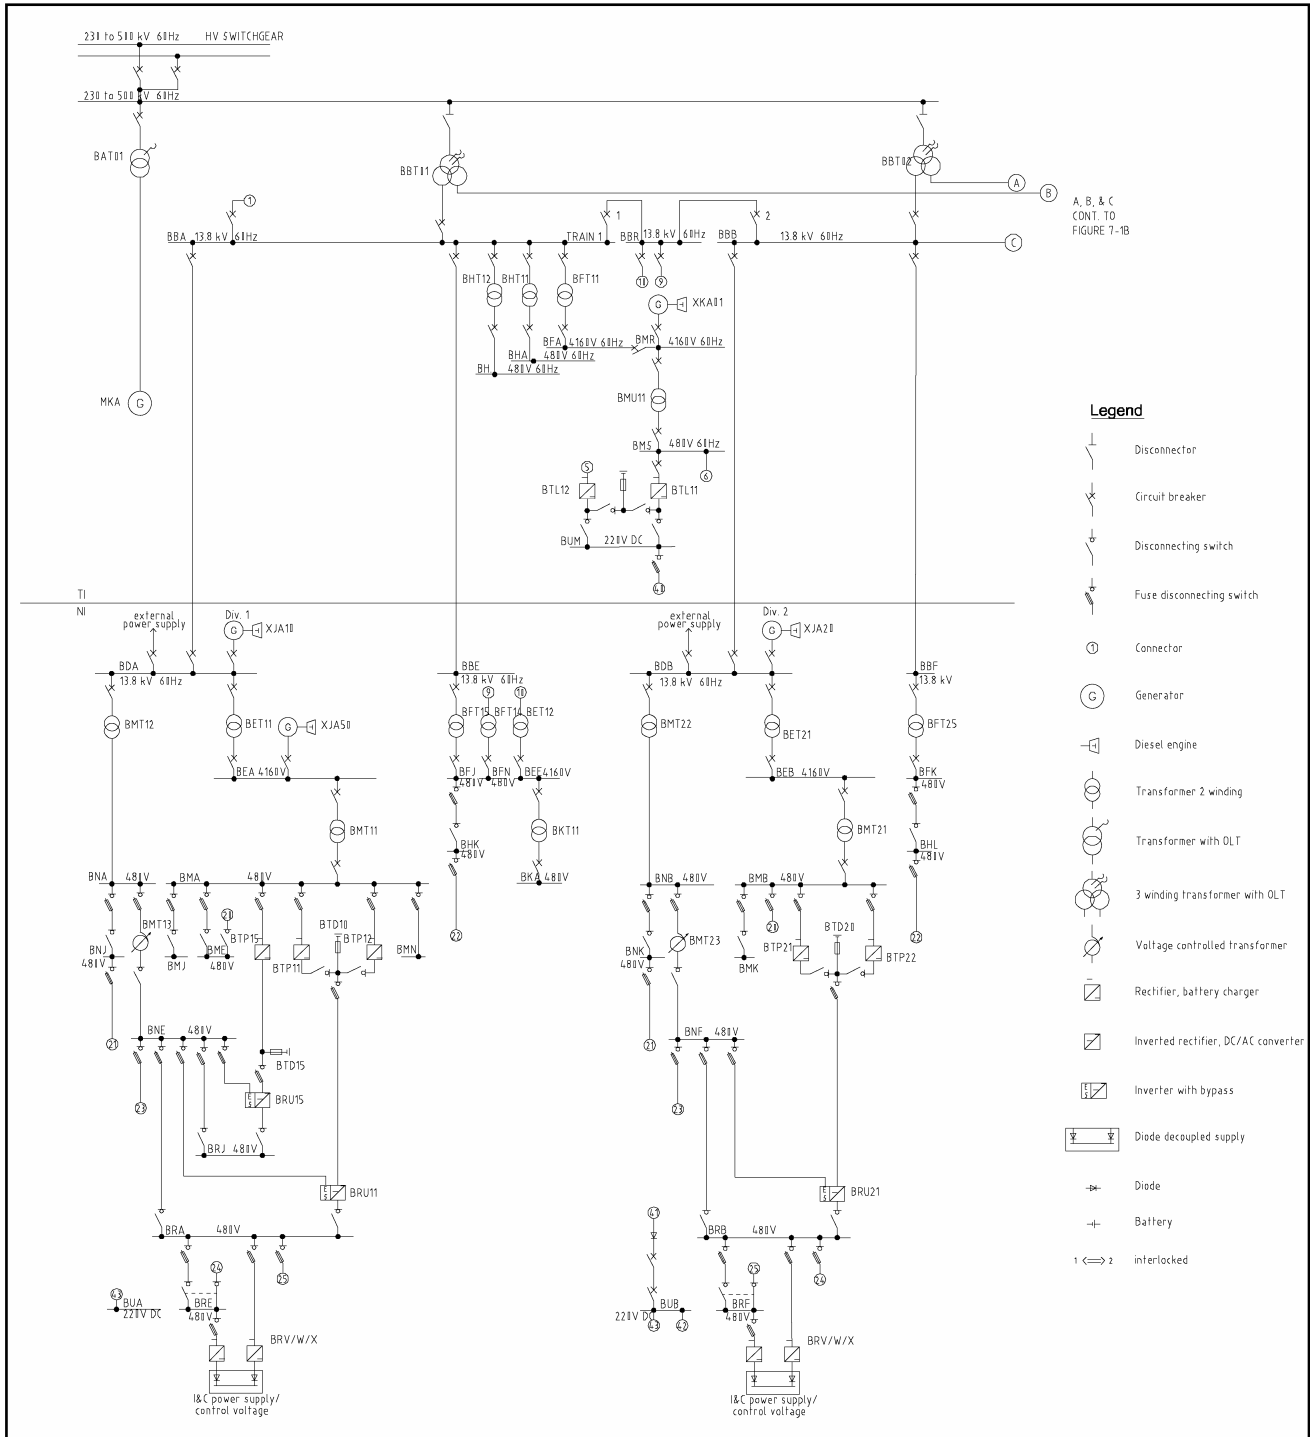 230 to 500 kV 60Hz HV SWITCHGEAR
230 to 500 kV 60Hz
BAT01
BBT01
BBT02
A
B
A, B, & C
CONT. TO
FIGURE 7-1B
1
1
2
BBA 13.8 kV 60Hz
TRAIN 1
BBR 13.8 kV 60Hz
BBB 13.8 kV 60Hz
C
BHT12
BHT11
BFT11
10
9
G
XKA01
BFA 4160V 60Hz
BMR 4160V 60Hz
BHA 480V 60Hz
BH 480V 60Hz
MKA
G
BMU11
BMS 480V 60Hz
5
6
BTL12
BTL11
BUM 220V DC
40
TI
NI
external
power supply
Div. 1
G
XJA10
external
power supply
Div. 2
G
XJA20
BDA
13.8 kV 60Hz
BBE
13.8 kV 60Hz
BDB
13.8 kV 60Hz
BBF
13.8 kV
9
10
BMT12
BET11
G
XJA50
BFT15
BFT14
BET12
BMT22
BET21
BFT25
BEA 4160V
BFJ
480V
BFN
480V
BEE 4160V
BEB 4160V
BFK
480V
BMT11
BKT11
BMT21
BHK
480V
BHL
480V
BNA 480V
BMA 480V
BKA 480V
BNB 480V
BMB 480V
BMT13
20
BTP15
BTD10
BTP12
BMT23
20
BTD20
22
22
BNJ
480V
BMJ
BME
480V
BTP11
BMN
BNK
480V
BMK
BTP21
BTP22
21
BNE 480V
21
BNF 480V
BTD15
23
BRU15
E
S
23
BRJ 480V
E
S
BRU11
E
S
BRU21
41
BRA 480V
BRB 480V
24
25
25
24
43
BUA
220V DC
BRE
480V
BUB
220V DC
43
42
BRF
480V
BRV/W/X
BRV/W/X
I&C power supply/
control voltage
I&C power supply/
control voltage
Legend
Disconnector
Circuit breaker
Disconnecting switch
Fuse disconnecting switch
1 Connector
G Generator
Diesel engine
Transformer 2 winding
Transformer with OLT
3 winding transformer with OLT
Voltage controlled transformer
Rectifier, battery charger
Inverted rectifier, DC/AC converter
E
S
Inverter with bypass
Diode decoupled supply
Diode
Battery
1 <==> 2 interlocked